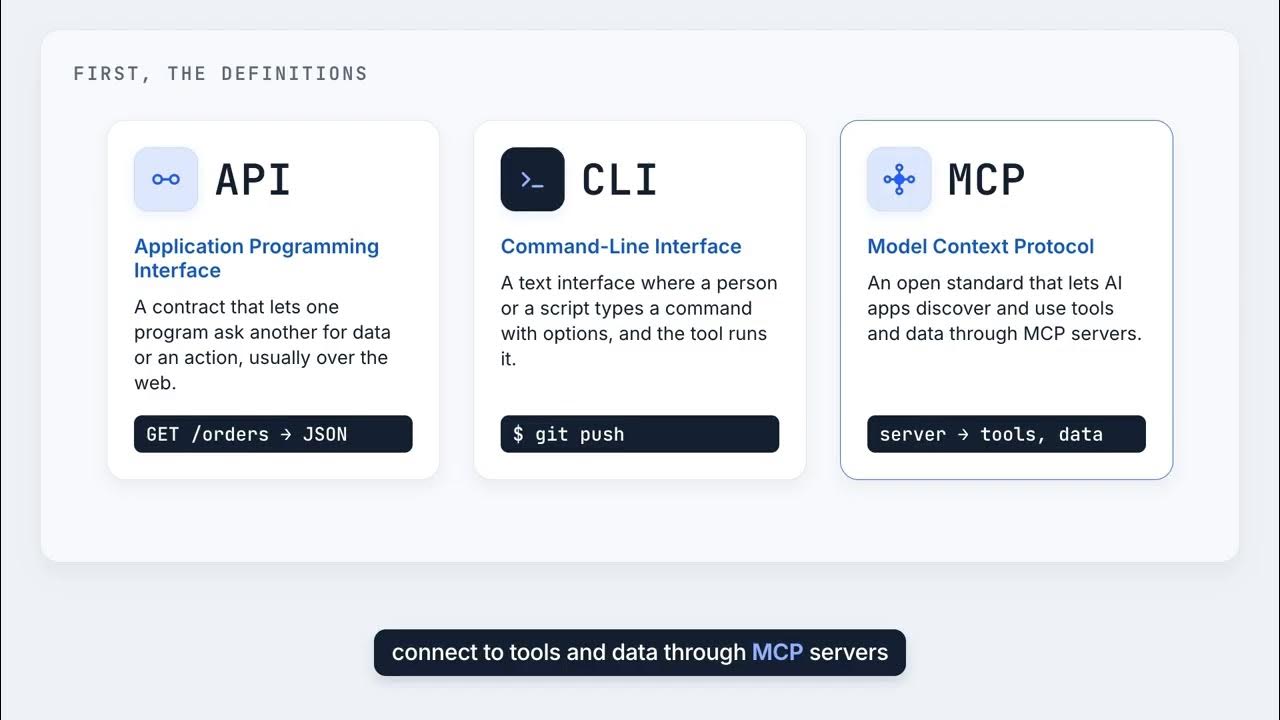 FIRST, THE DEFINITIONS
API
Application Programming
Interface
A contract that lets one
program ask another for data
or an action, usually over the
web.
GET /orders → JSON
>_
CLI
Command-Line Interface
A text interface where a person
or a script types a command
with options, and the tool runs
it.
$ git push
MCP
Model Context Protocol
An open standard that lets AI
apps discover and use tools
and data through MCP servers.
server → tools, data
connect to tools and data through MCP servers